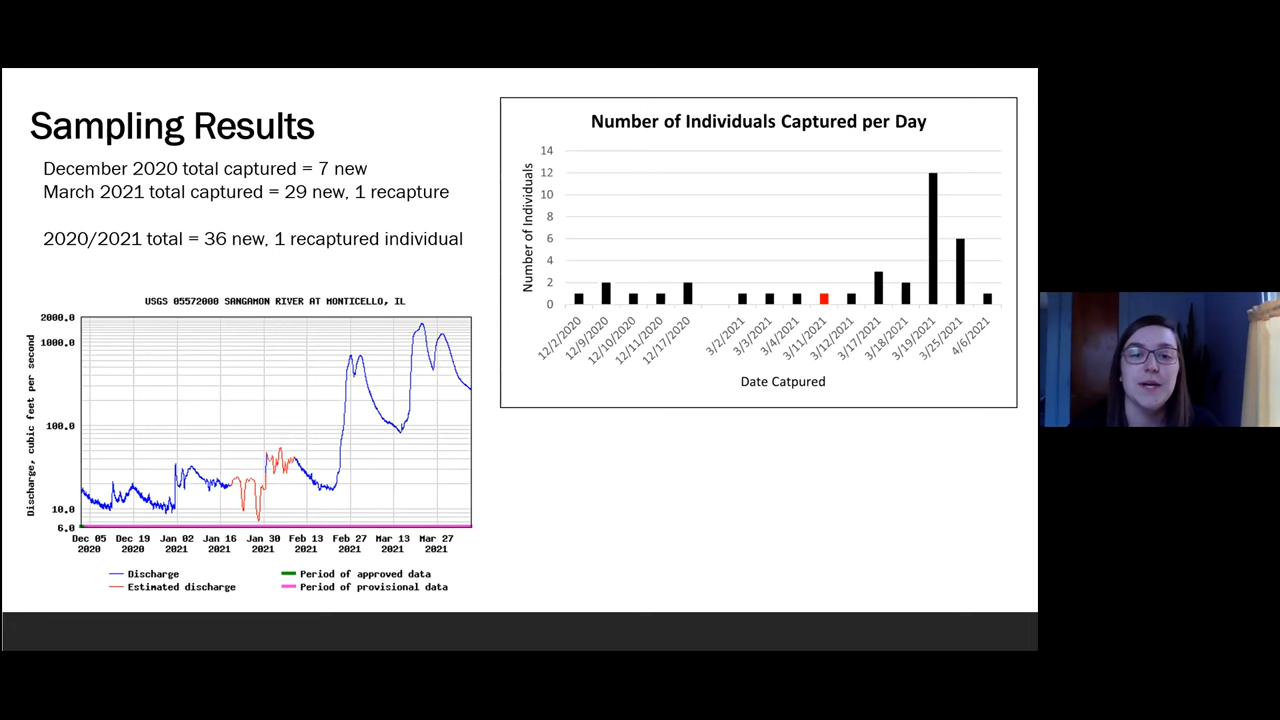 Sampling Results
December 2020 total captured = 7 new
March 2021 total captured = 29 new, 1 recapture
2020/2021 total = 36 new, 1 recaptured individual
USGS 05572000 SANGAMON RIVER AT MONTICELLO, IL
Discharge, cubic feet per second
2000.0
1000.0
100.0
10.0
6.0
Dec 05 Dec 19 Jan 02 Jan 16 Jan 30 Feb 13 Feb 27 Mar 13 Mar 27
2020 2020 2021 2021 2021 2021 2021 2021 2021
Discharge Period of approved data
Estimated discharge Period of provisional data
Number of Individuals Captured per Day
Number of Individuals
14
12
10
8
6
4
2
0
12/2/2020 12/9/2020 12/10/2020 12/11/2020 12/17/2020 3/2/2021 3/3/2021 3/4/2021 3/11/2021 3/12/2021 3/17/2021 3/18/2021 3/19/2021 3/25/2021 4/6/2021
Date Catpured